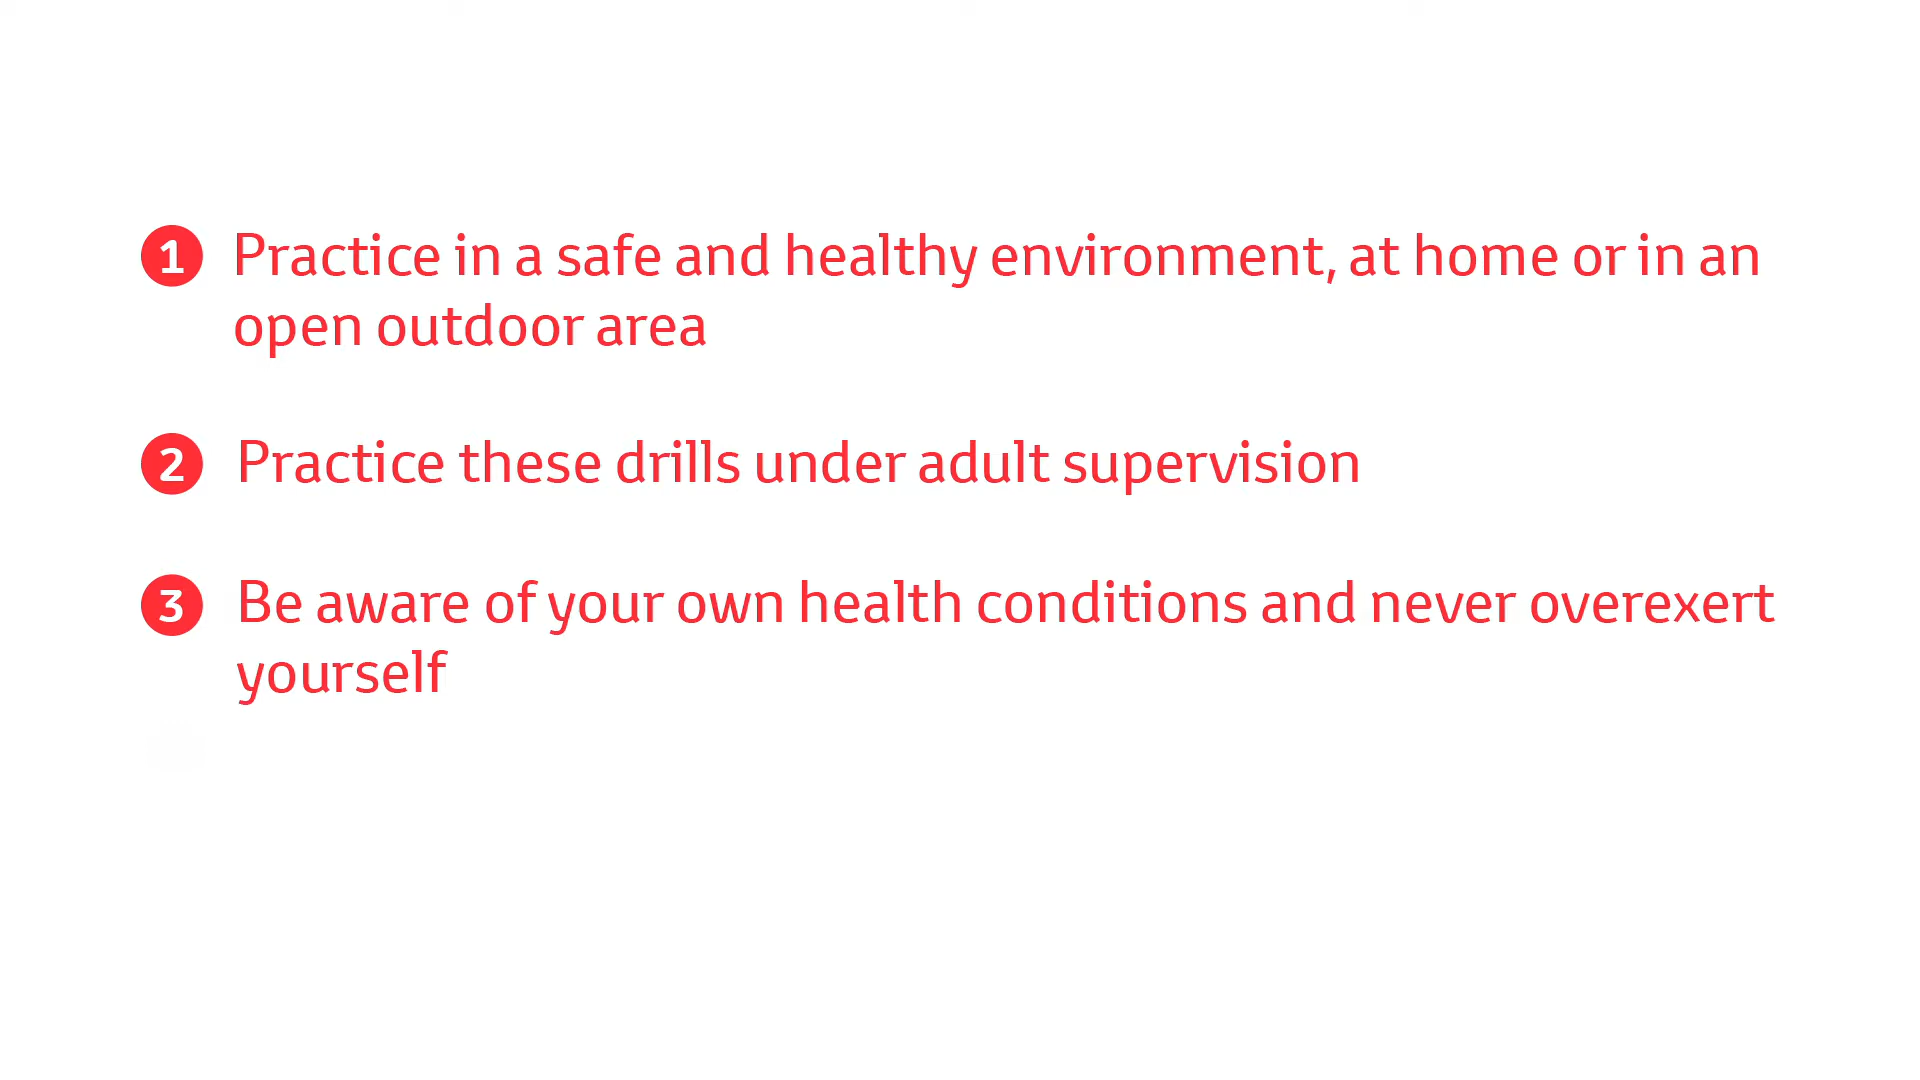 1 Practice in a safe and healthy environment, at home or in an
open outdoor area
2 Practice these drills under adult supervision
3 Be aware of your own health conditions and never overexert
yourself